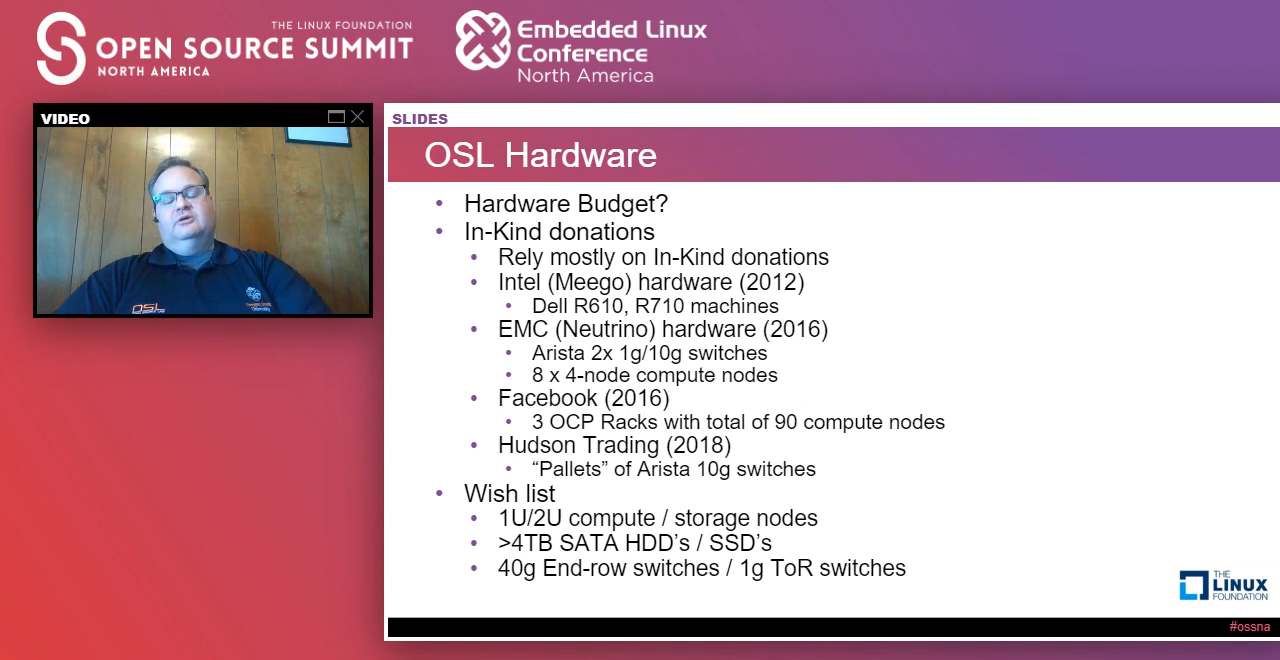 THE LINUX FOUNDATION
OPEN SOURCE SUMMIT
NORTH AMERICA
Embedded Linux
Conference
North America
VIDEO
OSL
SLIDES
OSL Hardware
• Hardware Budget?
• In-Kind donations
• Rely mostly on In-Kind donations
• Intel (Meego) hardware (2012)
• Dell R610, R710 machines
• EMC (Neutrino) hardware (2016)
• Arista 2x 1g/10g switches
• 8 x 4-node compute nodes
• Facebook (2016)
• 3 OCP Racks with total of 90 compute nodes
• Hudson Trading (2018)
• “Pallets” of Arista 10g switches
• Wish list
• 1U/2U compute / storage nodes
• >4TB SATA HDD’s / SSD’s
• 40g End-row switches / 1g ToR switches
THE
LINUX
FOUNDATION
#ossna